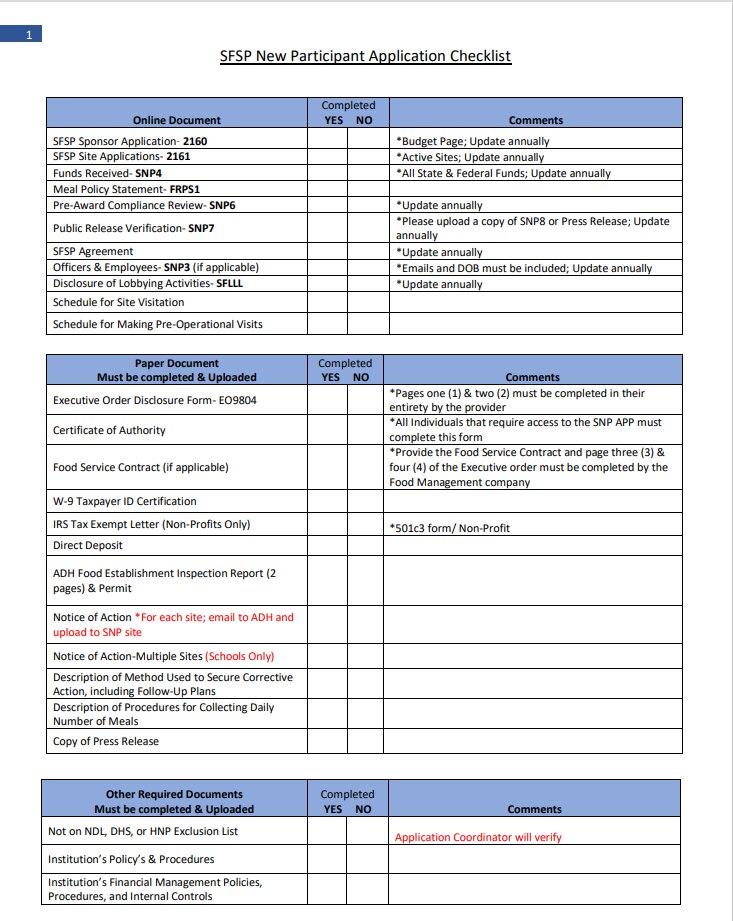 1
SFSP New Participant Application Checklist
Completed
Online Document YES NO Comments
SFSP Sponsor Application- 2160 *Budget Page; Update annually
SFSP Site Applications- 2161 *Active Sites; Update annually
Funds Received- SNP4 *All State & Federal Funds; Update annually
Meal Policy Statement- FRPS1
Pre-Award Compliance Review- SNP6 *Update annually
Public Release Verification- SNP7 *Please upload a copy of SNP8 or Press Release; Update
annually
SFSP Agreement *Update annually
Officers & Employees- SNP3 (if applicable) *Emails and DOB must be included; Update annually
Disclosure of Lobbying Activities- SFLLL *Update annually
Schedule for Site Visitation
Schedule for Making Pre-Operational Visits
Paper Document Completed
Must be completed & Uploaded YES NO Comments
Executive Order Disclosure Form- EO9804 *Pages one (1) & two (2) must be completed in their
entirety by the provider
Certificate of Authority *All Individuals that require access to the SNP APP must
complete this form
Food Service Contract (if applicable) *Provide the Food Service Contract and page three (3) &
four (4) of the Executive order must be completed by the
Food Management company
W-9 Taxpayer ID Certification
IRS Tax Exempt Letter (Non-Profits Only) *501c3 form/ Non-Profit
Direct Deposit
ADH Food Establishment Inspection Report (2
pages) & Permit
Notice of Action *For each site; email to ADH and
upload to SNP site
Notice of Action-Multiple Sites (Schools Only)
Description of Method Used to Secure Corrective
Action, including Follow-Up Plans
Description of Procedures for Collecting Daily
Number of Meals
Copy of Press Release
Other Required Documents Completed
Must be completed & Uploaded YES NO Comments
Not on NDL, DHS, or HNP Exclusion List Application Coordinator will verify
Institution's Policy's & Procedures
Institution's Financial Management Policies,
Procedures, and Internal Controls